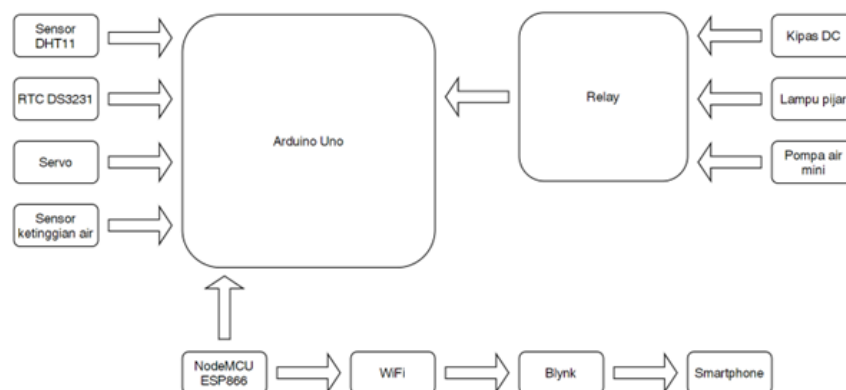 Sensor
DHT11
RTC DS3231
Servo
Sensor
ketinggian air
Arduino Uno
Relay
Kipas DC
Lampu pijar
Pompa air
mini
NodeMCU
ESP866
WiFi
Blynk
Smartphone